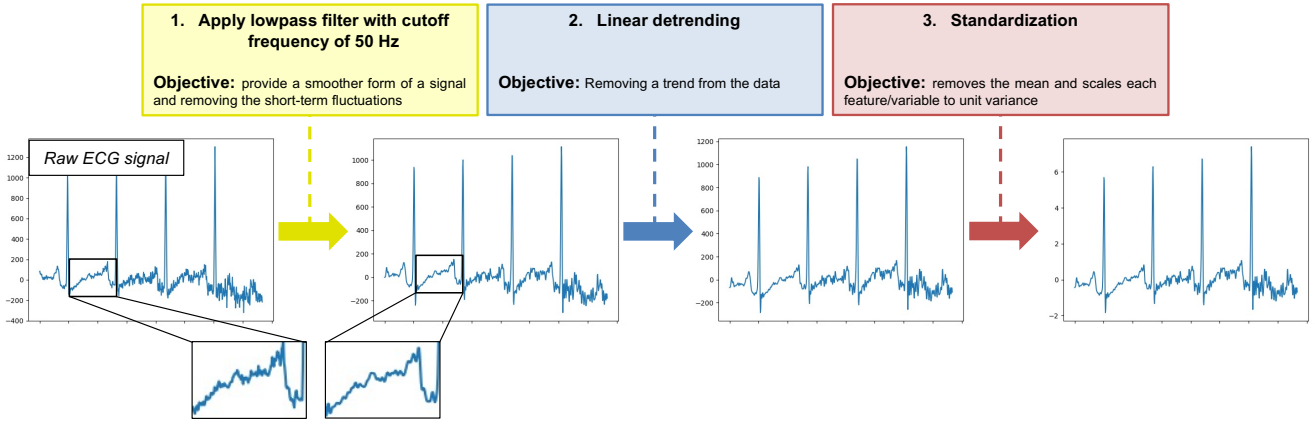 1. Apply lowpass filter with cutoff
frequency of 50 Hz
Objective: provide a smoother form of a signal
and removing the short-term fluctuations
2. Linear detrending
Objective: Removing a trend from the data
3. Standardization
Objective: removes the mean and scales each
feature/variable to unit variance
Raw ECG signal
1200
1000
800
600
400
200
0
−200
−400
1000
800
600
400
200
0
−200
1200
1000
800
600
400
200
0
−200
6
4
2
0
−2